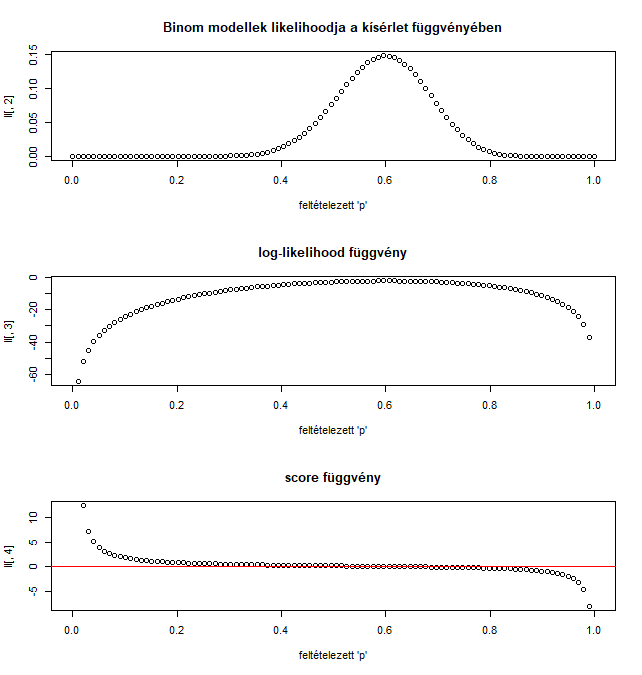 Binom modellek likelihoodja a kísérlet függvényében
ll[, 2]
0.15
0.10
0.05
0.00
0.0 0.2 0.4 0.6 0.8 1.0
feltételezett 'p'
log-likelihood függvény
ll[, 3]
0
-20
-40
-60
0.0 0.2 0.4 0.6 0.8 1.0
feltételezett 'p'
score függvény
ll[, 4]
10
5
0
-5
0.0 0.2 0.4 0.6 0.8 1.0
feltételezett 'p'